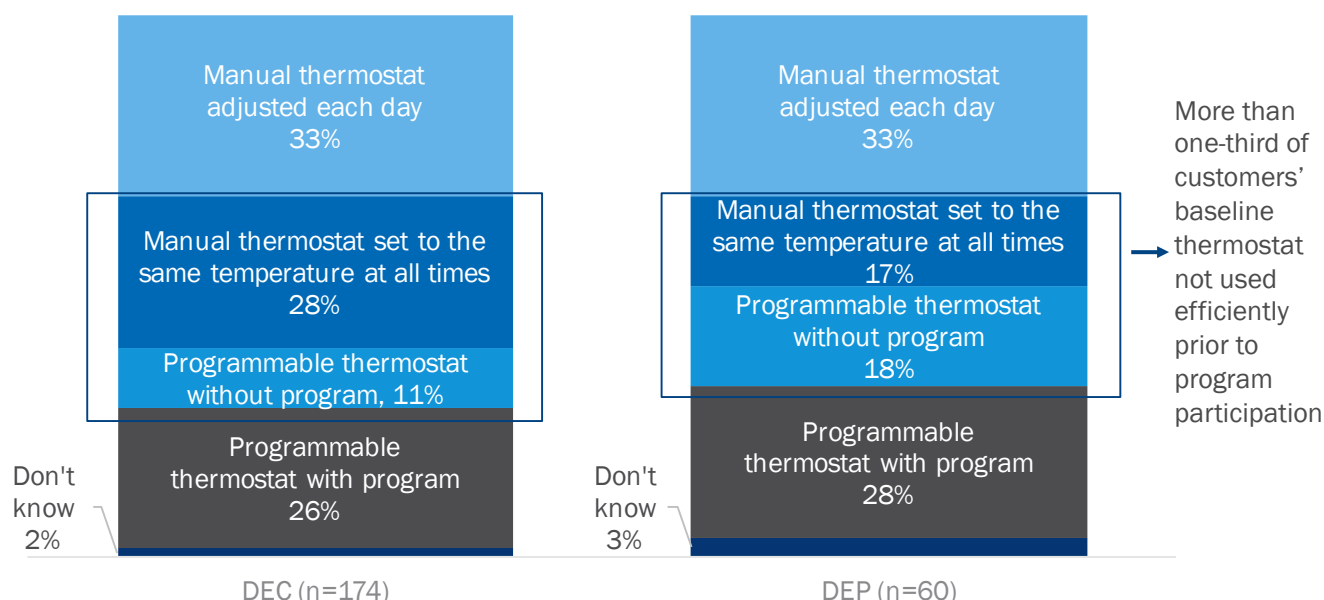 Manual thermostat
adjusted each day
33%
Manual thermostat set to the
same temperature at all times
28%
Programmable thermostat
without program, 11%
Programmable
thermostat with program
26%
Don't
know
2%
DEC (n=174)
Manual thermostat
adjusted each day
33%
Manual thermostat set to the
same temperature at all times
17%
Programmable thermostat
without program
18%
Programmable
thermostat with program
28%
Don't
know
3%
DEP (n=60)
More than
one-third of
customers’
baseline
thermostat
not used
efficiently
prior to
program
participation